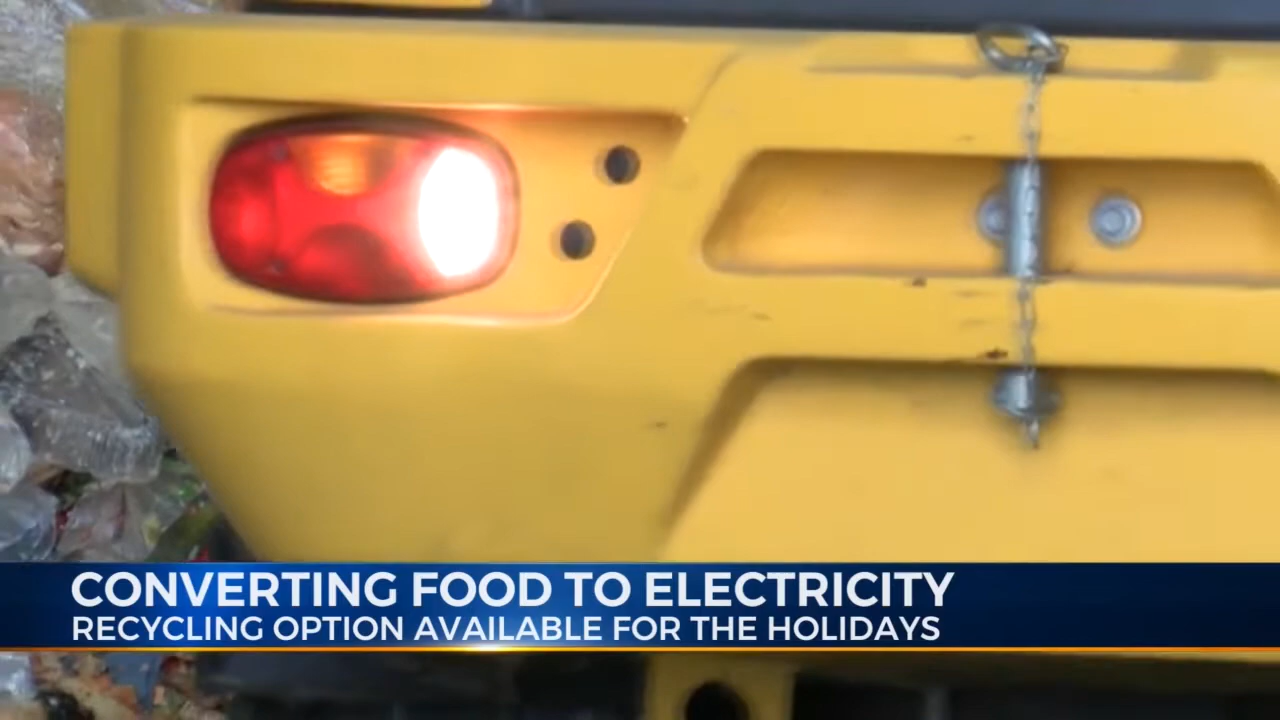 CONVERTING FOOD TO ELECTRICITY
RECYCLING OPTION AVAILABLE FOR THE HOLIDAYS